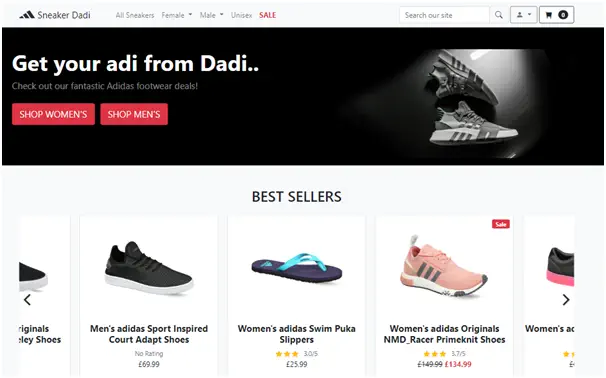 Sneaker Dadi All Sneakers Female Male Unisex SALE Search our site 0
Get your adi from Dadi..
Check out our fantastic Adidas footwear deals!
SHOP WOMEN'S SHOP MEN'S
BEST SELLERS
Sale
riginals
eley Shoes
Men's adidas Sport Inspired
Court Adapt Shoes
No Rating
£69.99
Women's adidas Swim Puka
Slippers
3.0/5
£25.99
Women's adidas Originals
NMD_Racer Primeknit Shoes
3.7/5
£149.99 £134.99
Women's ad
F